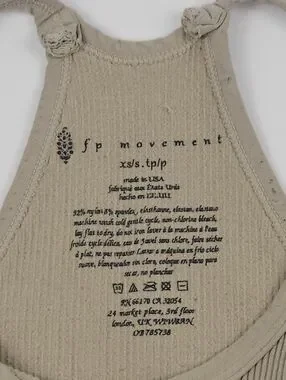 fp movement
xs/s . tp/p
made in USA
fabriqué aux États Unis
hecho en EE.UU
92% nylon 8% spandex, elasthanne, elastan, elastano
machine wash cold gentle cycle, non-chlorine bleach,
lay flat to dry, do not iron laver à la machine à l'eau
froide cycle délics, eau de javel sans chlore, faire sécher
à plat, ne pas repasser Lavar a máquina en frío ciclo
suave, blanqueador sin cloro, coloque en plano para
secar, no planchar
RN 66170 CA 32054
24 market place, 3rd floor
london, UK W1W8AN
OB785738